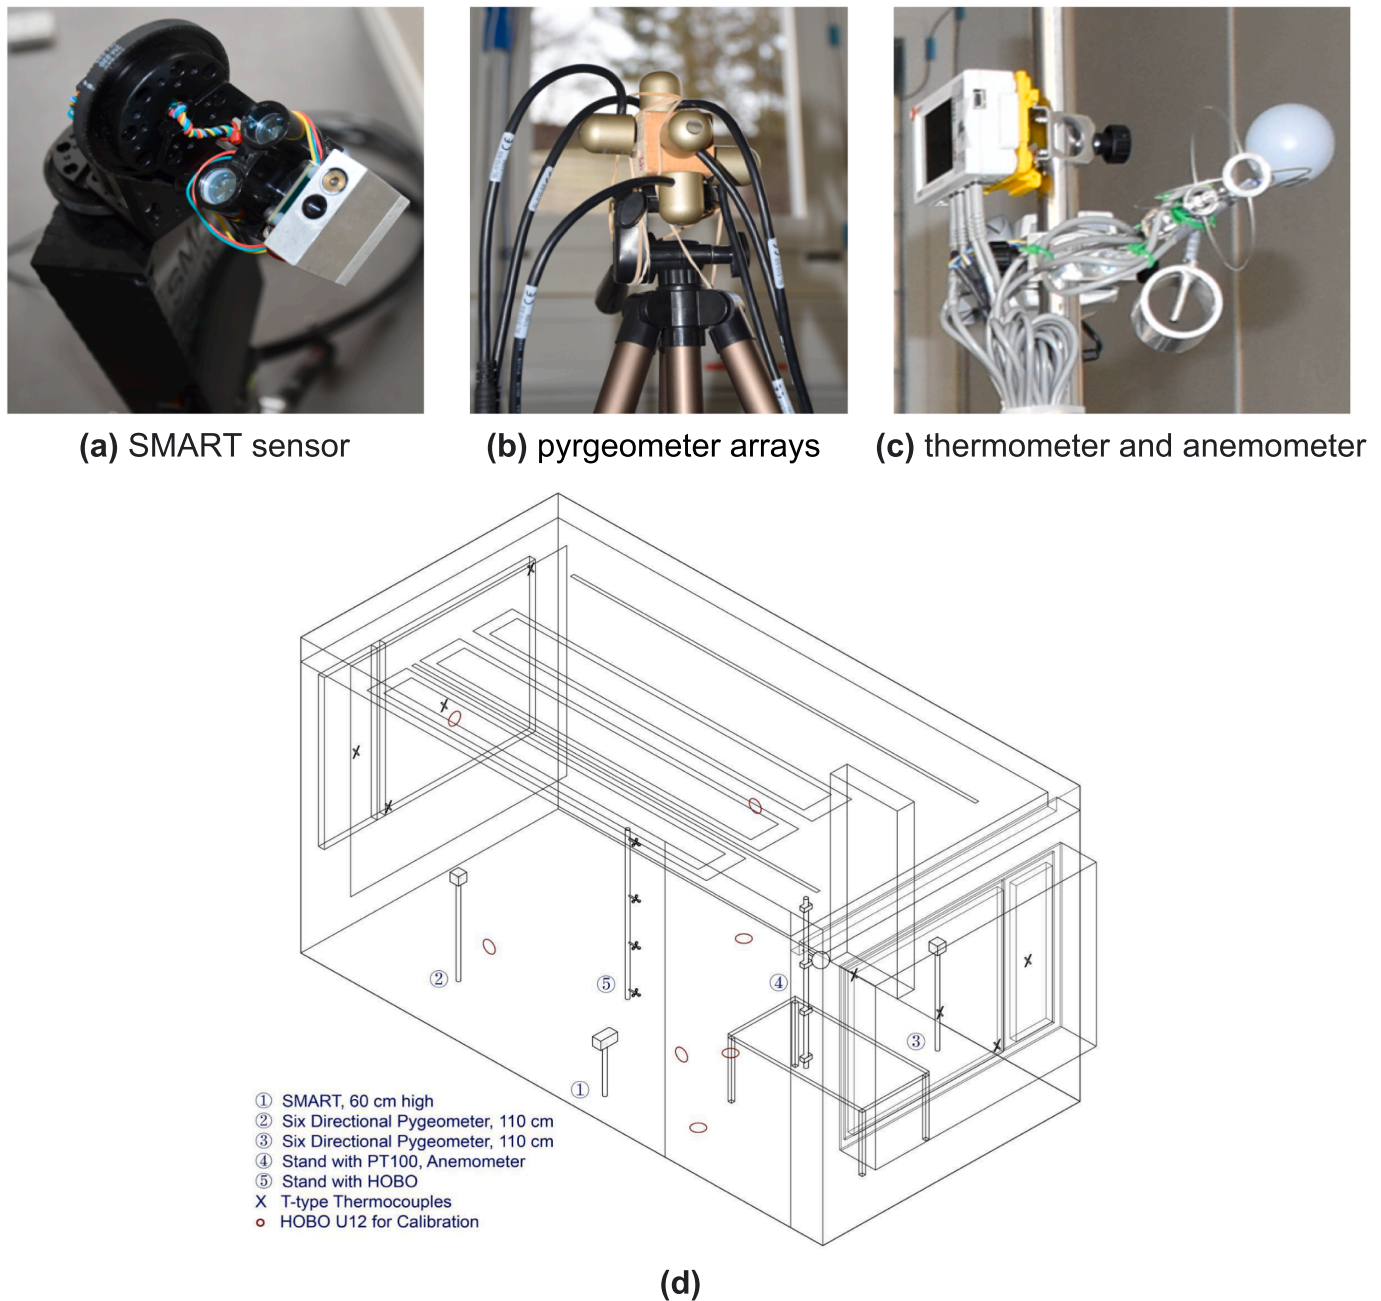 SM
(a) SMART sensor
(b) pyrgeometer arrays
(c) thermometer and anemometer
②
⑤
④
③
①
① SMART, 60 cm high
② Six Directional Pygeometer, 110 cm
③ Six Directional Pygeometer, 110 cm
④ Stand with PT100, Anemometer
⑤ Stand with HOBO
X T-type Thermocouples
HOBO U12 for Calibration
(d)